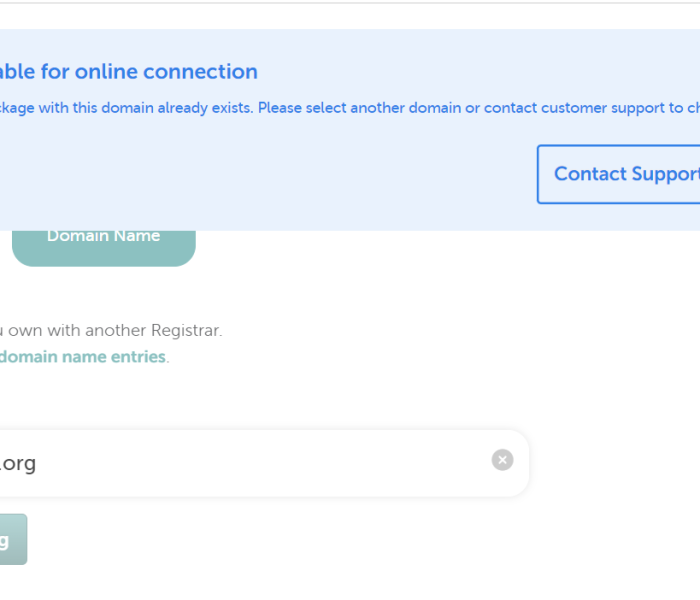 able for online connection
ckage with this domain already exists. Please select another domain or contact customer support to ch
Contact Support
Domain Name
u own with another Registrar.
domain name entries.
.org
g